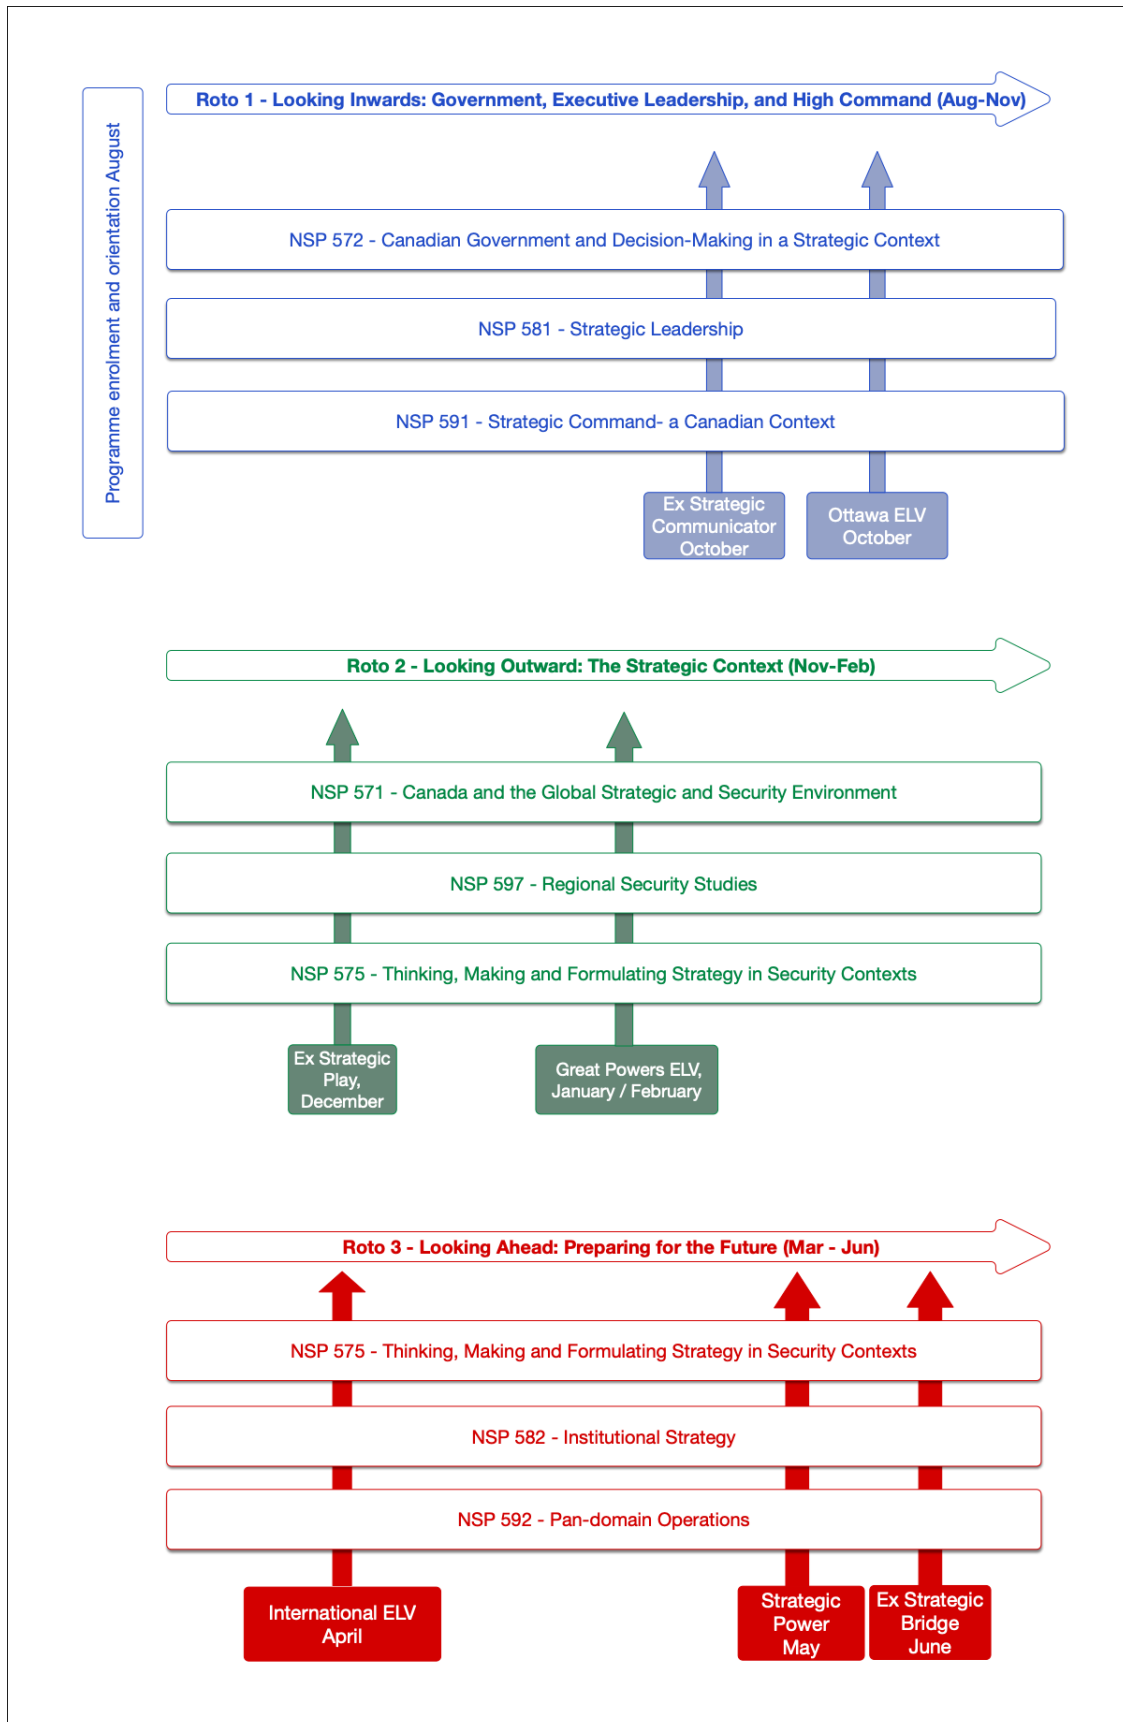 Programme enrolment and orientation August
Roto 1 - Looking Inwards: Government, Executive Leadership, and High Command (Aug-Nov)
NSP 572 - Canadian Government and Decision-Making in a Strategic Context
NSP 581 - Strategic Leadership
NSP 591 - Strategic Command- a Canadian Context
Ex Strategic
Communicator
October
Ottawa ELV
October
Roto 2 - Looking Outward: The Strategic Context (Nov-Feb)
NSP 571 - Canada and the Global Strategic and Security Environment
NSP 597 - Regional Security Studies
NSP 575 - Thinking, Making and Formulating Strategy in Security Contexts
Ex Strategic
Play,
December
Great Powers ELV,
January / February
Roto 3 - Looking Ahead: Preparing for the Future (Mar - Jun)
NSP 575 - Thinking, Making and Formulating Strategy in Security Contexts
NSP 582 - Institutional Strategy
NSP 592 - Pan-domain Operations
International ELV
April
Strategic
Power
May
Ex Strategic
Bridge
June